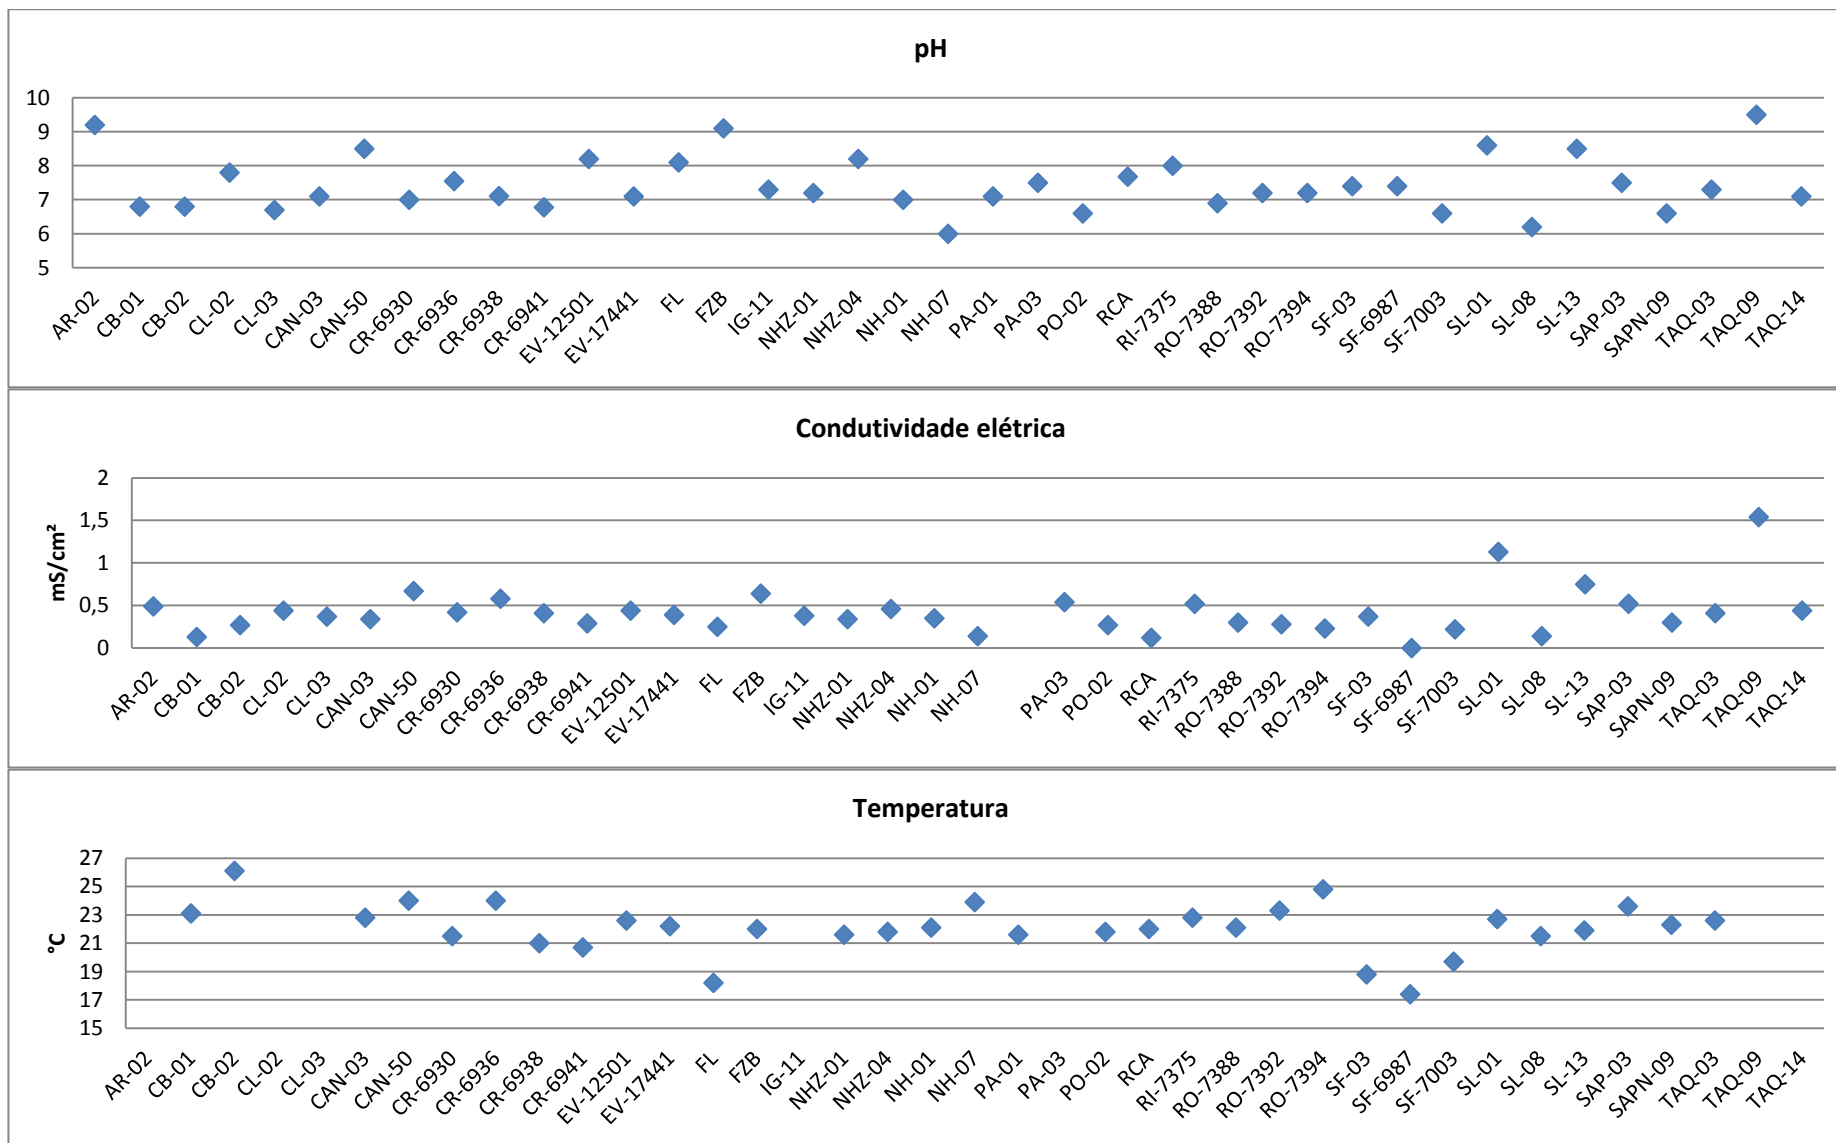 pH
10
9
8
7
6
5
AR-02 CB-01 CB-02 CL-02 CL-03 CAN-03 CAN-50 CR-6930 CR-6936 CR-6938 CR-6941 EV-12501 EV-17441 FL FZB IG-11 NHZ-01 NHZ-04 NH-01 NH-07 PA-01 PA-03 PO-02 RCA RI-7375 RO-7388 RO-7392 RO-7394 SF-03 SF-6987 SF-7003 SL-01 SL-08 SL-13 SAP-03 SAPN-09 TAQ-03 TAQ-09 TAQ-14
Condutividade elétrica
mS/cm²
2
1,5
1
0,5
0
AR-02 CB-01 CB-02 CL-02 CL-03 CAN-03 CAN-50 CR-6930 CR-6936 CR-6938 CR-6941 EV-12501 EV-17441 FL FZB IG-11 NHZ-01 NHZ-04 NH-01 NH-07 PA-03 PO-02 RCA RI-7375 RO-7388 RO-7392 RO-7394 SF-03 SF-6987 SF-7003 SL-01 SL-08 SL-13 SAP-03 SAPN-09 TAQ-03 TAQ-09 TAQ-14
Temperatura
°C
27
25
23
21
19
17
15
AR-02 CB-01 CB-02 CL-02 CL-03 CAN-03 CAN-50 CR-6930 CR-6936 CR-6938 CR-6941 EV-12501 EV-17441 FL FZB IG-11 NHZ-01 NHZ-04 NH-01 NH-07 PA-01 PA-03 PO-02 RCA RI-7375 RO-7388 RO-7392 RO-7394 SF-03 SF-6987 SF-7003 SL-01 SL-08 SL-13 SAP-03 SAPN-09 TAQ-03 TAQ-09 TAQ-14